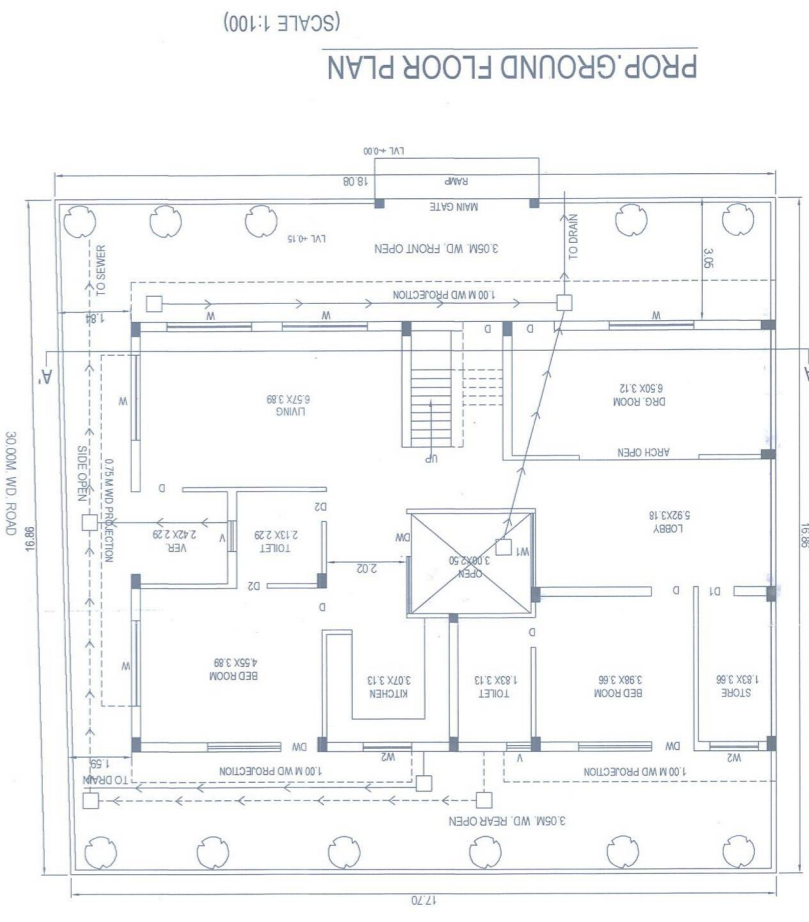 17.70
3.05M. WD. REAR OPEN
TO DRAIN
1.00 M WD PROJECTION
1.00 M WD PROJECTION
1.59
W2
DW
V
W2
DW
STORE
1.83X 3.66
BED ROOM
3.98X 3.66
TOILET
1.83X 3.13
KITCHEN
3.07X 3.13
BED ROOM
4.55X 3.89
W
D
D
D1
D
D2
OPEN
3.00X2.50
2.02
W1
DW
LOBBY
5.92X3.18
TOILET
2.13X 2.29
V
VER.
2.42X 2.29
D2
D
0.75 M WD PROJECTION
SIDE OPEN
16.86
16.86
30.00M. WD. ROAD
ARCH OPEN
UP
DRG. ROOM
6.50X 3.12
LIVING
6.57X 3.89
W
A
A'
W
D
D
W
W
1.84
1.00 M WD PROJECTION
3.05
TO DRAIN
3.05M. WD. FRONT OPEN
LVL +0.15
TO SEWER
MAIN GATE
RAMP
18.08
LVL +-0.00
PROP.GROUND FLOOR PLAN
(SCALE 1:100)